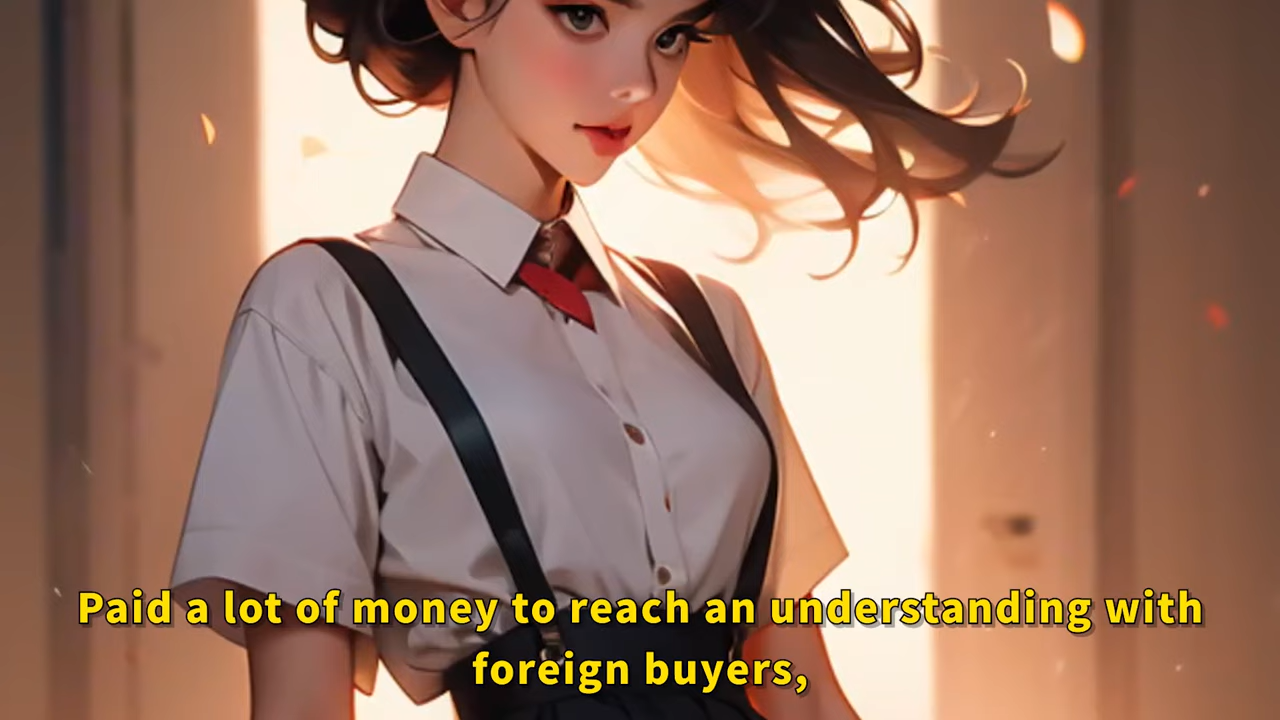 Paid a lot of money to reach an understanding with
foreign buyers,